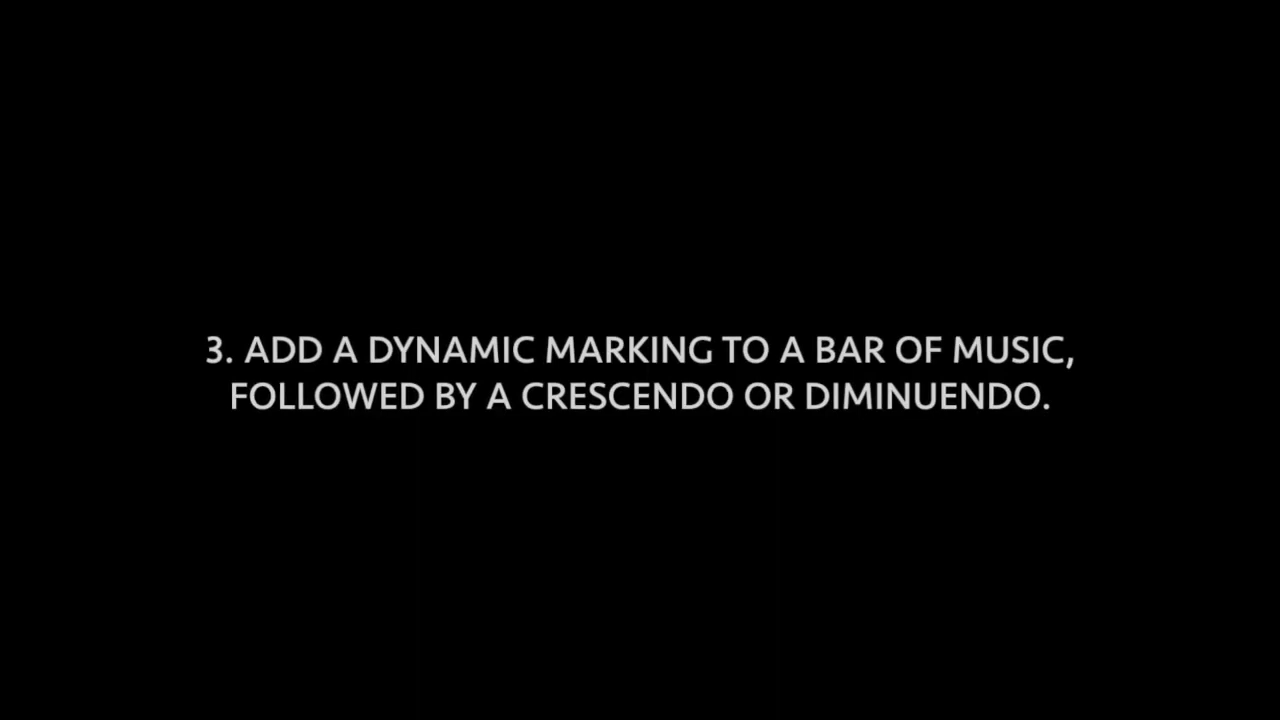 3. ADD A DYNAMIC MARKING TO A BAR OF MUSIC,
FOLLOWED BY A CRESCENDO OR DIMINUENDO.